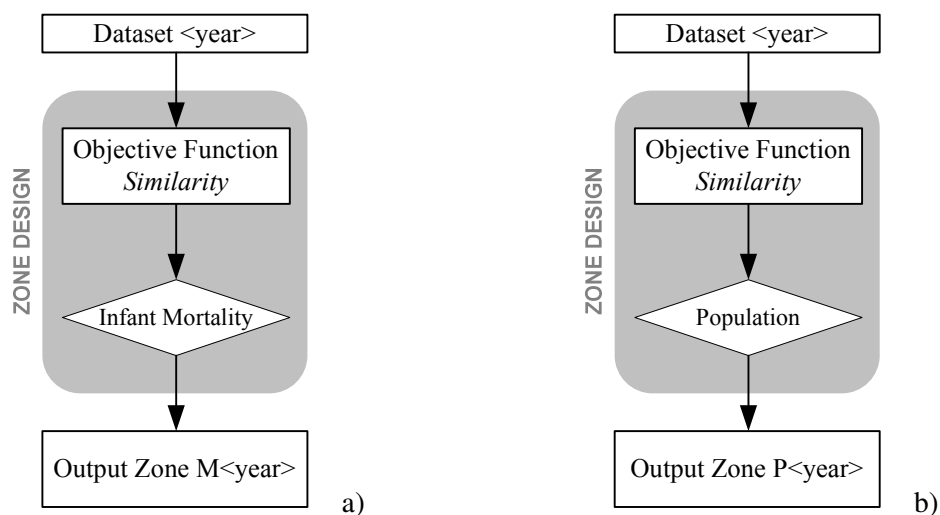 Dataset <year>
ZONE DESIGN
Objective Function
Similarity
Infant Mortality
Output Zone M<year>
a)
Dataset <year>
ZONE DESIGN
Objective Function
Similarity
Population
Output Zone P<year>
b)